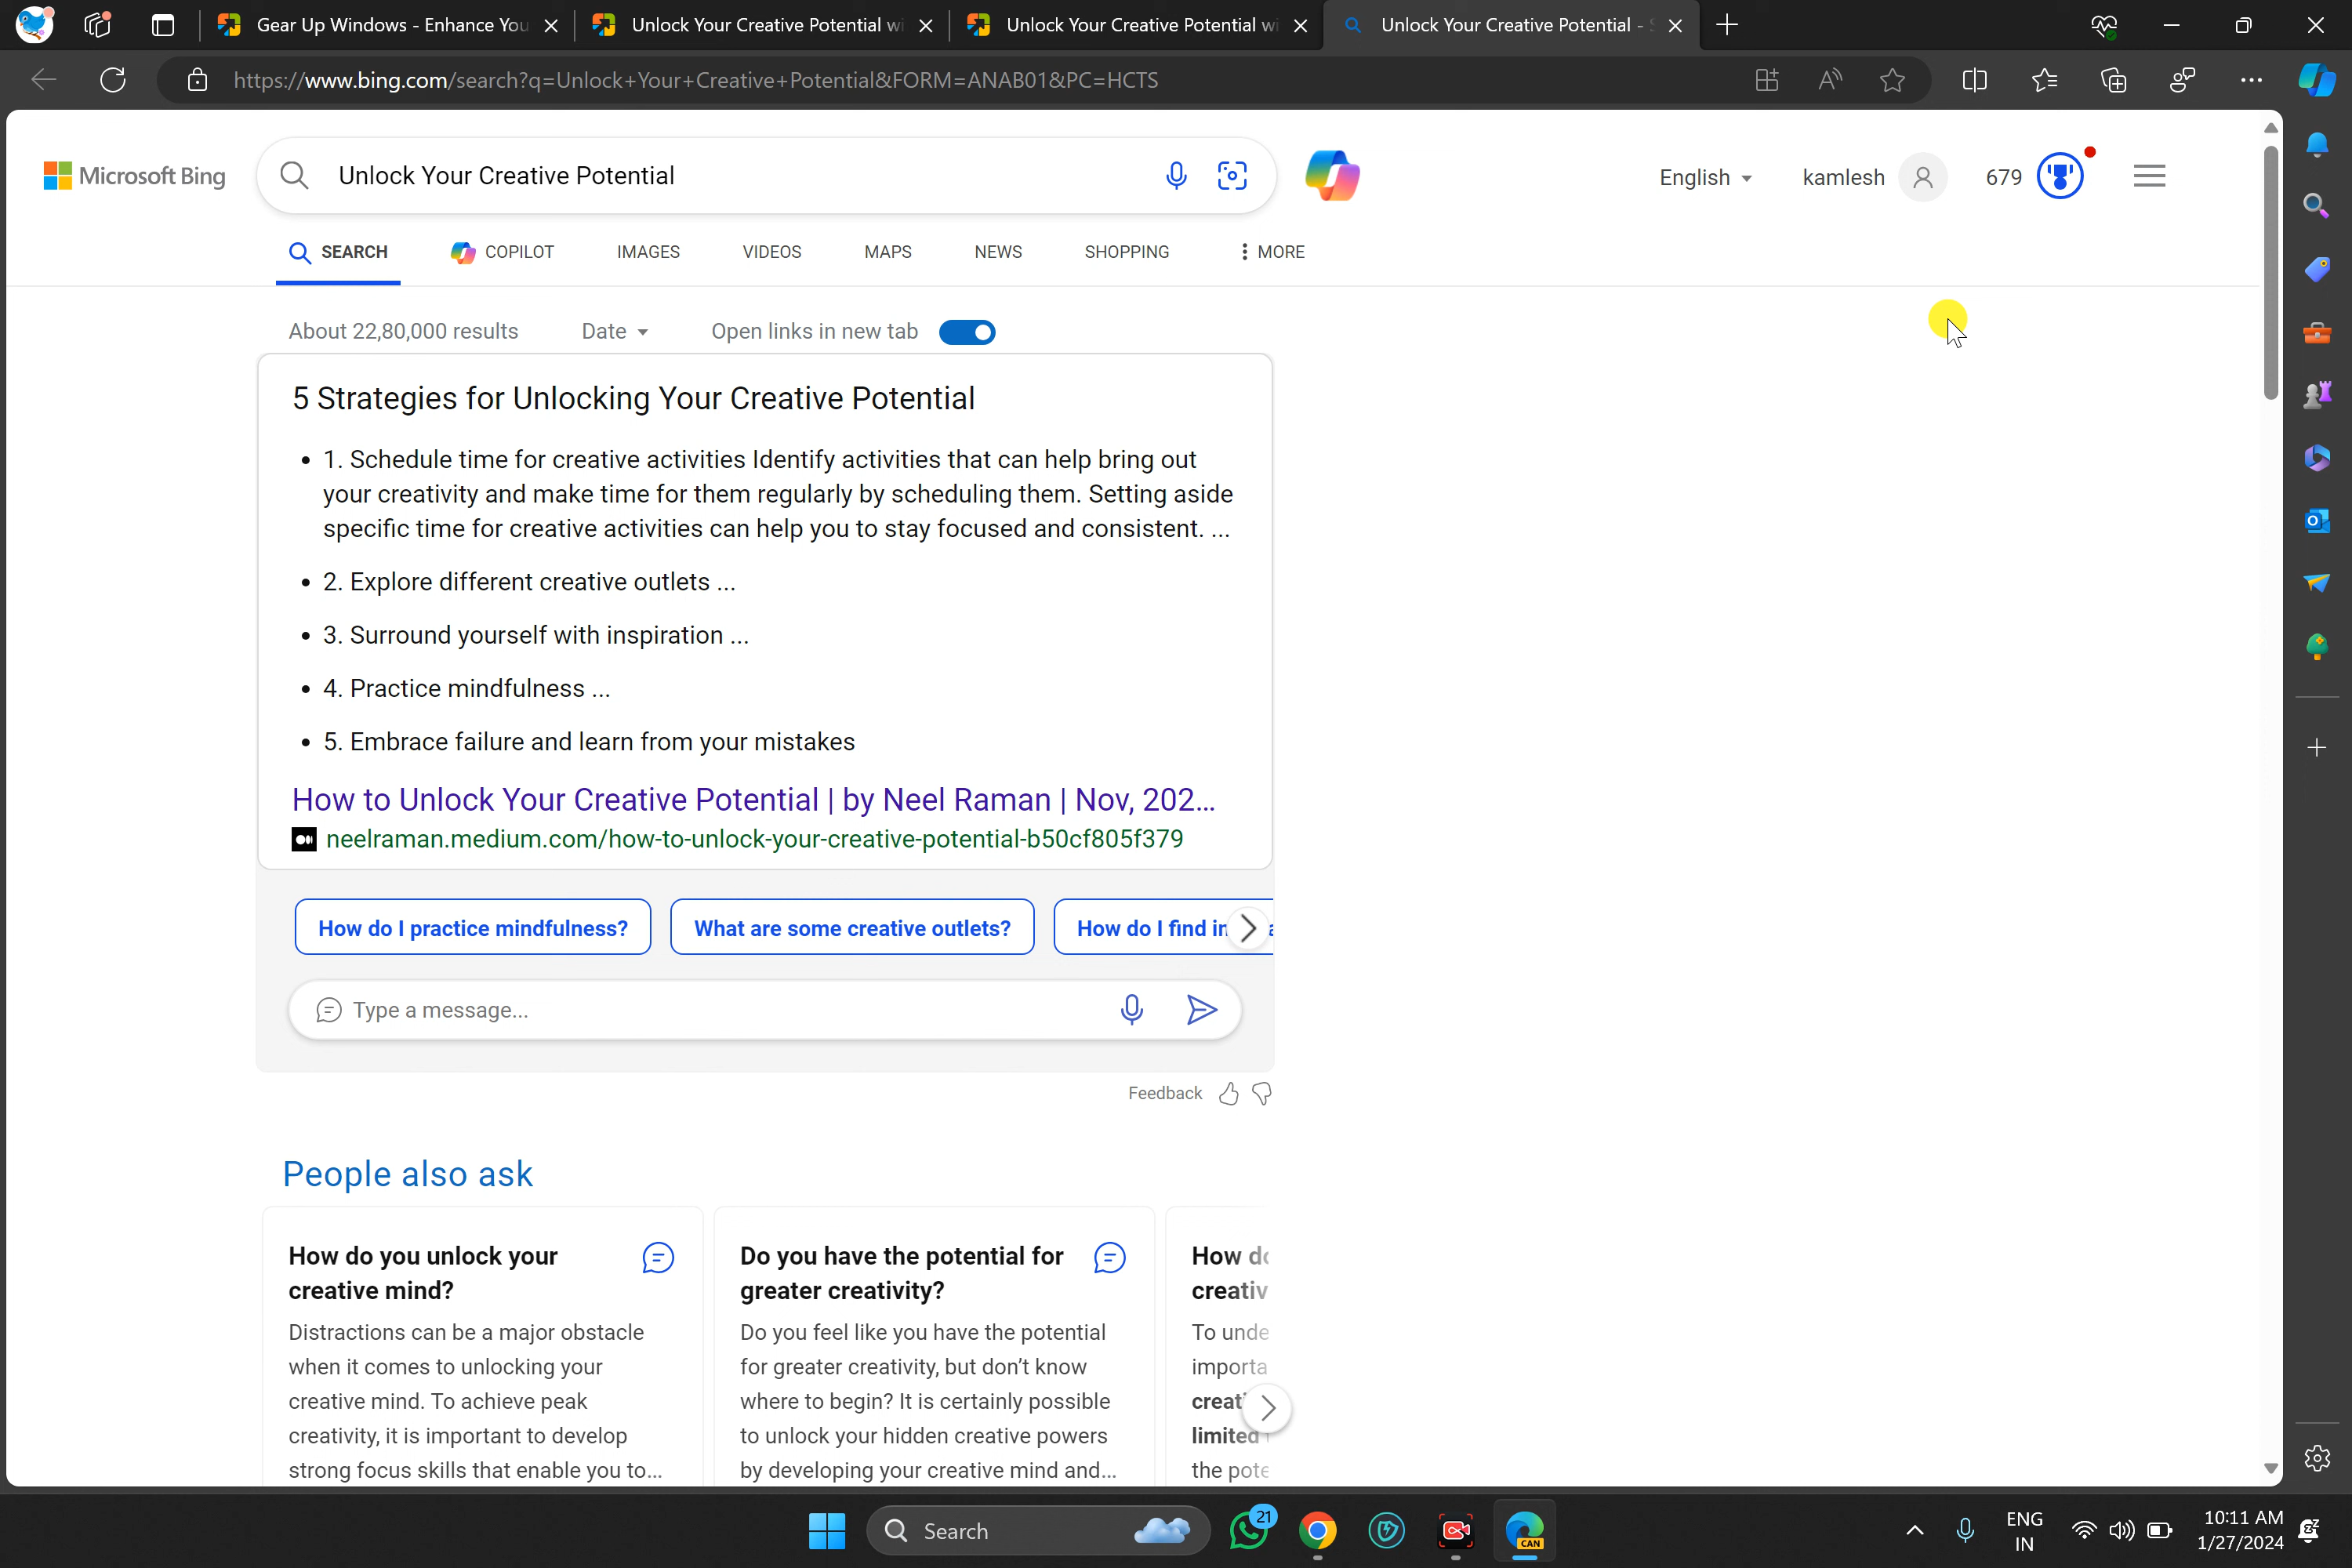 Gear Up Windows - Enhance You
Unlock Your Creative Potential wi
Unlock Your Creative Potential wi
Unlock Your Creative Potential -
https://www.bing.com/search?q=Unlock+Your+Creative+Potential&FORM=ANAB01&PC=HCTS
Microsoft Bing
Unlock Your Creative Potential
English
kamlesh
679
SEARCH
COPILOT
IMAGES
VIDEOS
MAPS
NEWS
SHOPPING
MORE
About 22,80,000 results
Date
Open links in new tab
5 Strategies for Unlocking Your Creative Potential
• 1. Schedule time for creative activities Identify activities that can help bring out
your creativity and make time for them regularly by scheduling them. Setting aside
specific time for creative activities can help you to stay focused and consistent. ...
• 2. Explore different creative outlets ...
• 3. Surround yourself with inspiration ...
• 4. Practice mindfulness ...
• 5. Embrace failure and learn from your mistakes
How to Unlock Your Creative Potential | by Neel Raman | Nov, 202...
neelraman.medium.com/how-to-unlock-your-creative-potential-b50cf805f379
How do I practice mindfulness?
What are some creative outlets?
How do I find in
Type a message...
Feedback
People also ask
How do you unlock your
creative mind?
Distractions can be a major obstacle
when it comes to unlocking your
creative mind. To achieve peak
creativity, it is important to develop
strong focus skills that enable you to...
Do you have the potential for
greater creativity?
Do you feel like you have the potential
for greater creativity, but don't know
where to begin? It is certainly possible
to unlock your hidden creative powers
by developing your creative mind and...
How do
creativ
To unde
importa
creat
limited
the pote
Search
21
CAN
ENG
IN
10:11 AM
1/27/2024